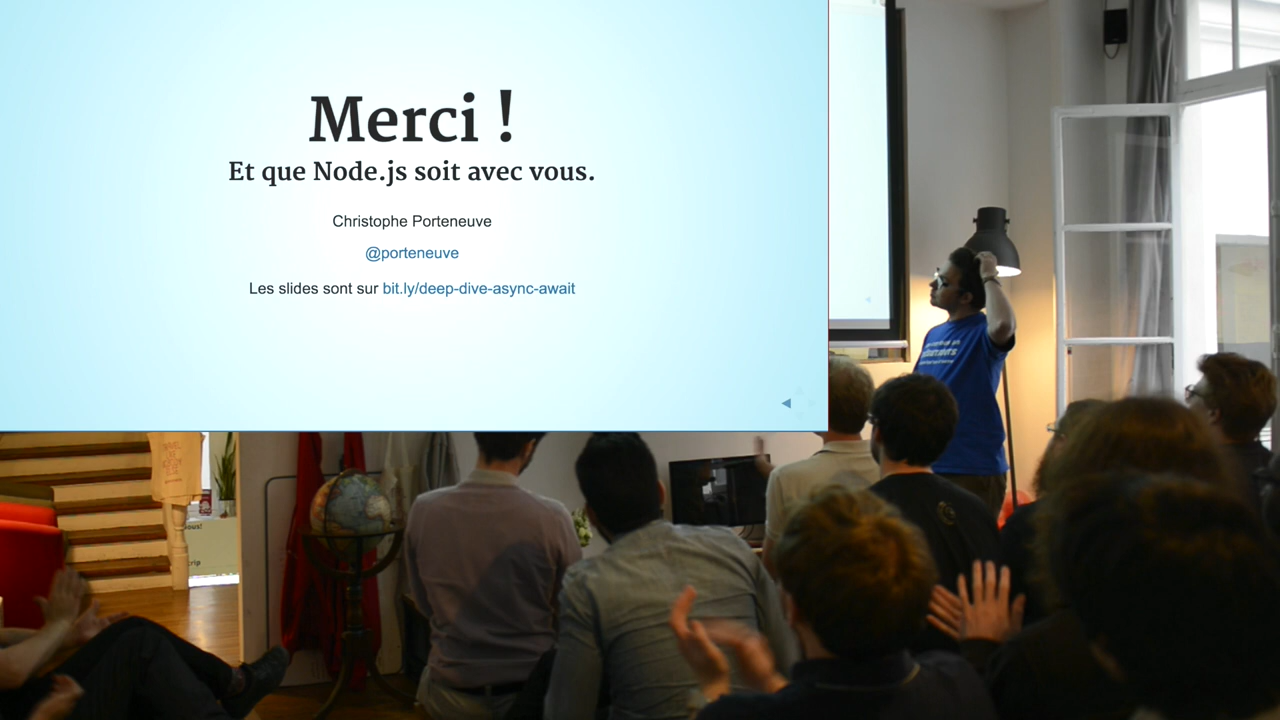 Merci !
Et que Node.js soit avec vous.
Christophe Porteneuve
@porteneuve
Les slides sont sur bit.ly/deep-dive-async-await